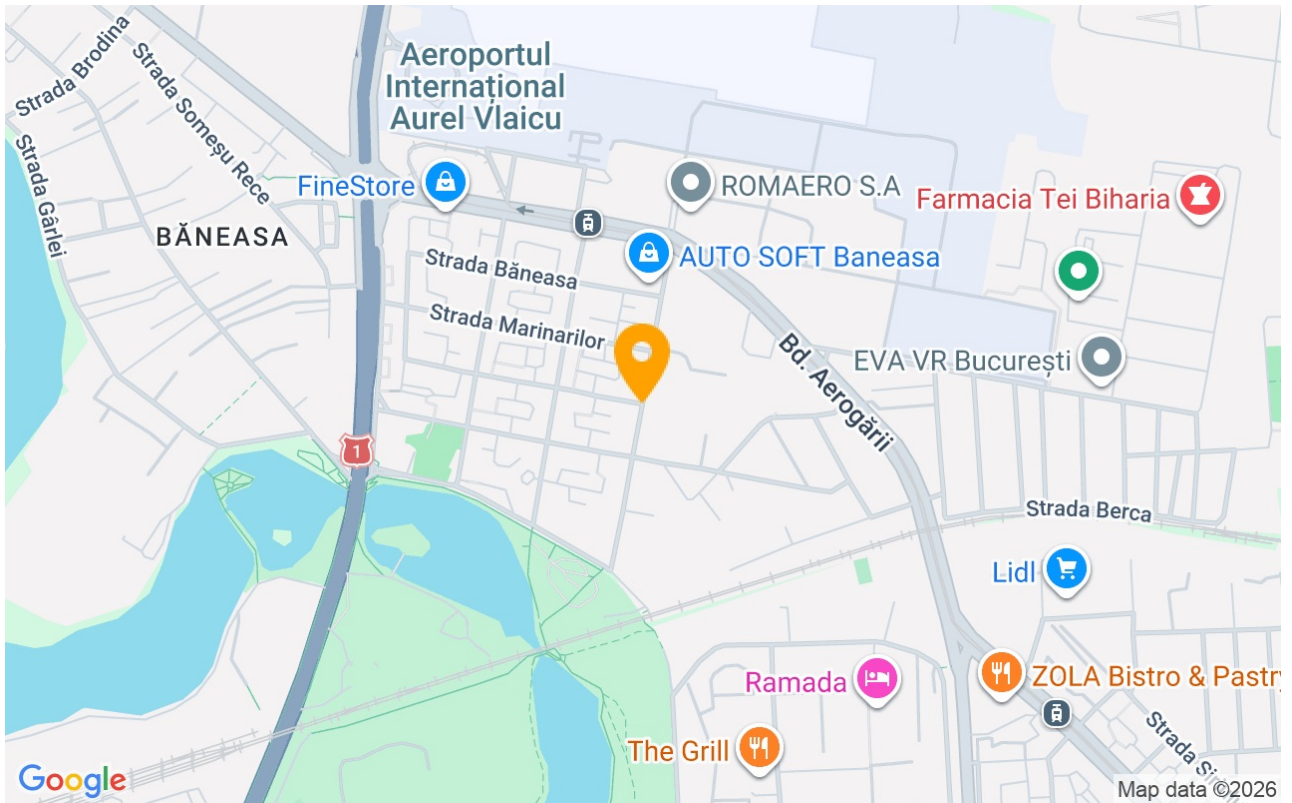 Strada Brodina
Strada Someșu Rece
Strada Gârlei
Aeroportul
Internațional
Aurel Vlaicu
FineStore
ROMAERO S.A
Farmacia Tei Biharia
BĂNEASA
Strada Băneasa
AUTO SOFT Baneasa
Strada Marinarilor
Bd. Aerogării
EVA VR București
1
Strada Berca
Lidl
Ramada
ZOLA Bistro & Pastry
The Grill
Strada Si
Google
Map data ©2026